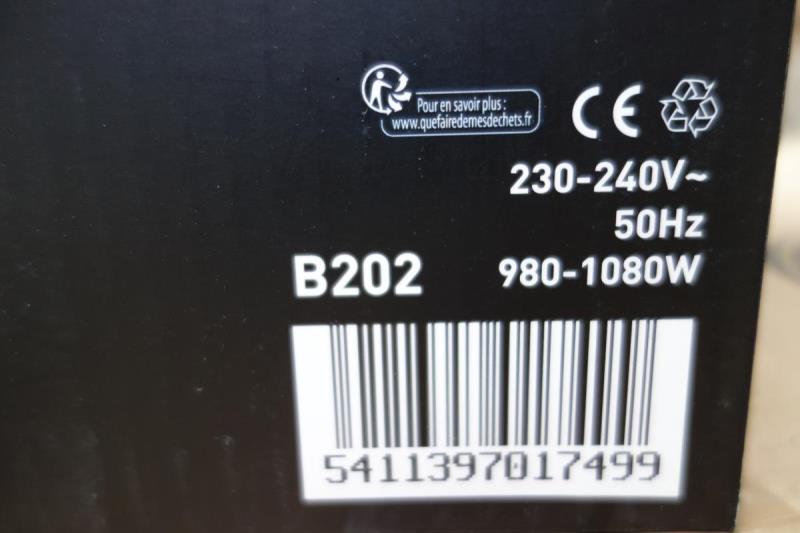 Pour en savoir plus :
www.quefairedemesdechets.fr
CE
230-240V~
50Hz
B202
980-1080W
5411397017499